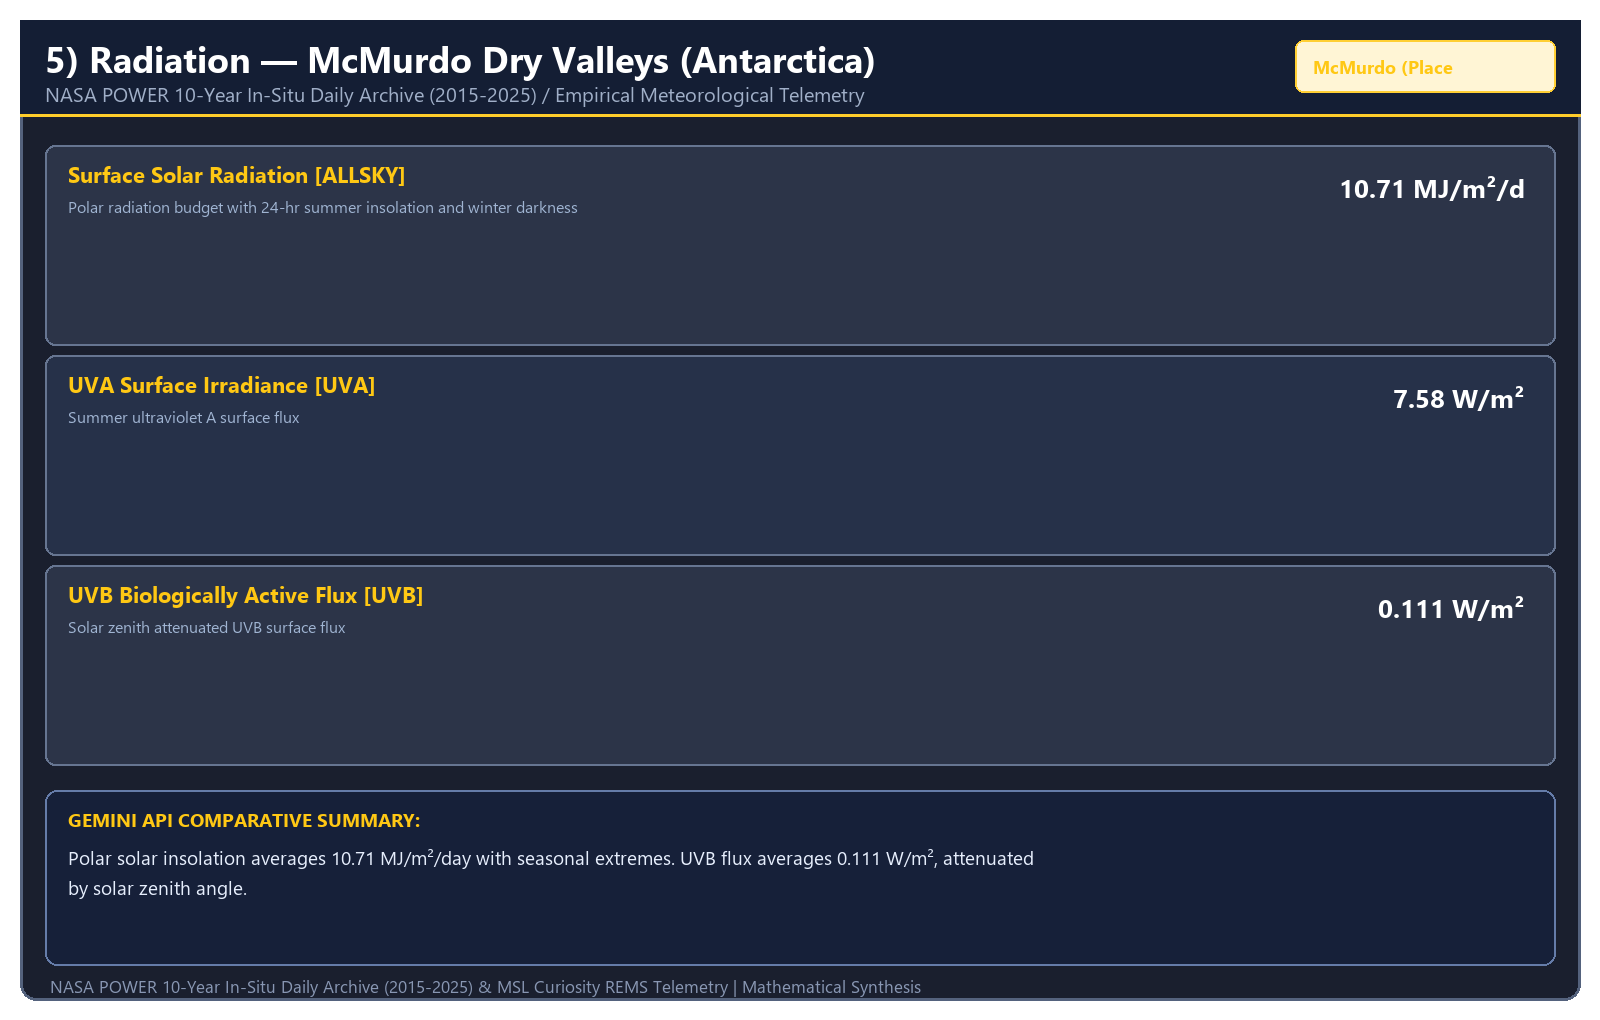 5) Radiation — McMurdo Dry Valleys (Antarctica)
NASA POWER 10-Year In-Situ Daily Archive (2015-2025) / Empirical Meteorological Telemetry
McMurdo (Place
Surface Solar Radiation [ALLSKY]
Polar radiation budget with 24-hr summer insolation and winter darkness
10.71 MJ/m²/d
UVA Surface Irradiance [UVA]
Summer ultraviolet A surface flux
7.58 W/m²
UVB Biologically Active Flux [UVB]
Solar zenith attenuated UVB surface flux
0.111 W/m²
GEMINI API COMPARATIVE SUMMARY:
Polar solar insolation averages 10.71 MJ/m²/day with seasonal extremes. UVB flux averages 0.111 W/m², attenuated
by solar zenith angle.
NASA POWER 10-Year In-Situ Daily Archive (2015-2025) & MSL Curiosity REMS Telemetry | Mathematical Synthesis